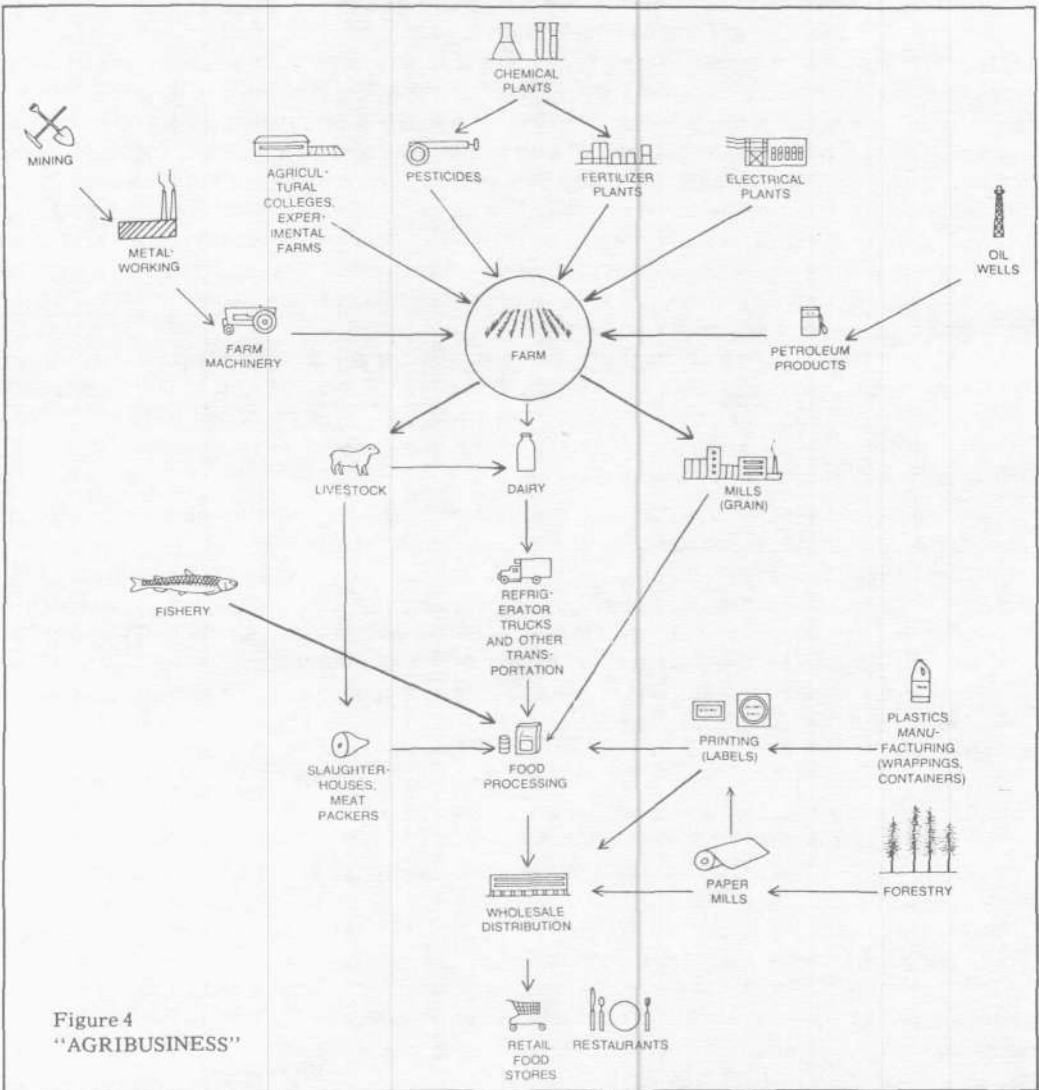 CHEMICAL
PLANTS
MINING
AGRICUL-
TURAL
COLLEGES,
EXPER-
IMENTAL
FARMS
PESTICIDES
FERTILIZER
PLANTS
ELECTRICAL
PLANTS
METAL-
WORKING
OIL
WELLS
FARM
MACHINERY
FARM
PETROLEUM
PRODUCTS
LIVESTOCK
DAIRY
MILLS
(GRAIN)
FISHERY
REFRIG-
ERATOR
TRUCKS
AND OTHER
TRANS-
PORTATION
PLASTICS
MANU-
FACTURING
(WRAPPINGS,
CONTAINERS)
PRINTING
(LABELS)
SLAUGHTER-
HOUSES,
MEAT
PACKERS
FOOD
PROCESSING
PAPER
MILLS
FORESTRY
WHOLESALE
DISTRIBUTION
RETAIL
FOOD
STORES
RESTAURANTS
Figure 4
"AGRIBUSINESS"